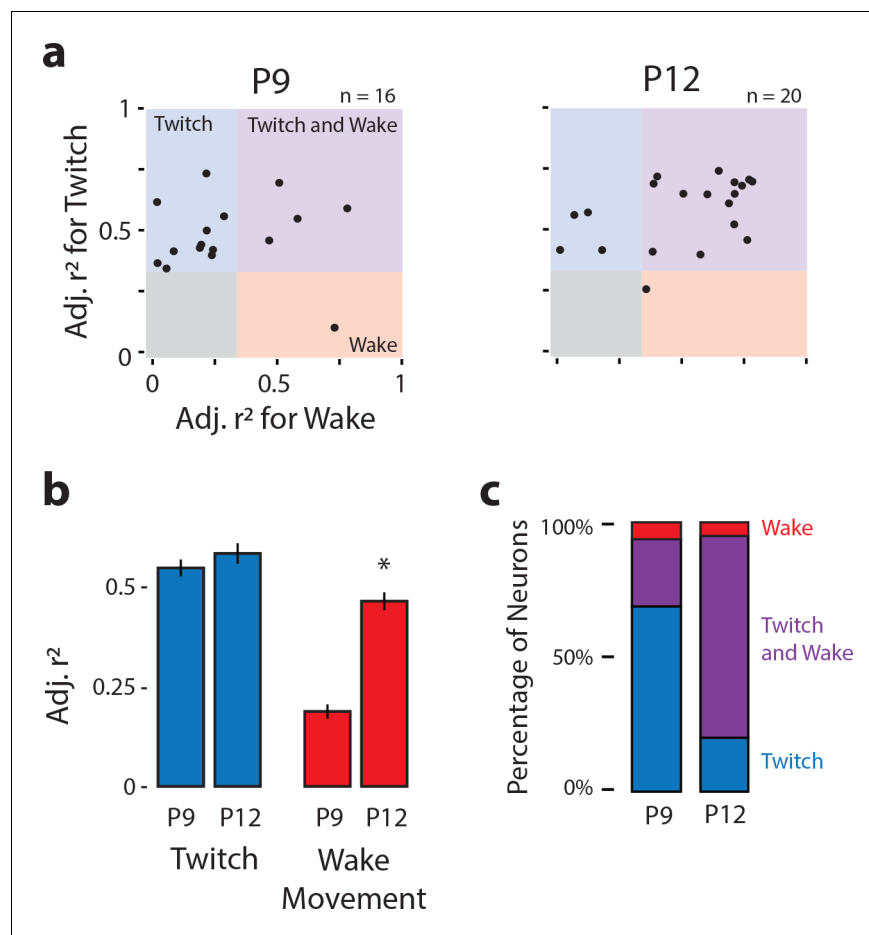 a
P9
n = 16
P12
n = 20
1
Twitch
Twitch and Wake
Adj. r² for Twitch
0.5
Wake
0
0
0.5
1
Adj. r² for Wake
b
*
0.5
Adj. r²
0.25
0
P9
P12
P9
P12
Twitch
Wake
Movement
c
100%
Wake
Percentage of Neurons
Twitch
and Wake
50%
Twitch
0%
P9
P12